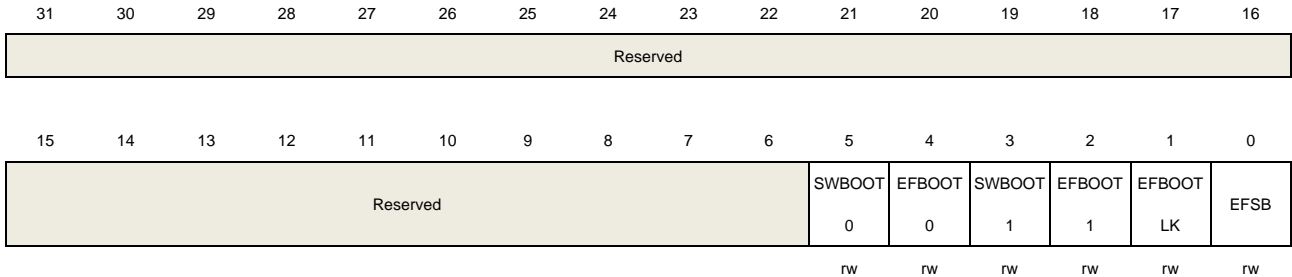 31 30 29 28 27 26 25 24 23 22 21 20 19 18 17 16
Reserved
15 14 13 12 11 10 9 8 7 6 5 4 3 2 1 0
Reserved SWBOOT 0 EFBOOT 0 SWBOOT 1 EFBOOT 1 EFBOOT LK EFSB
rw rw rw rw rw rw